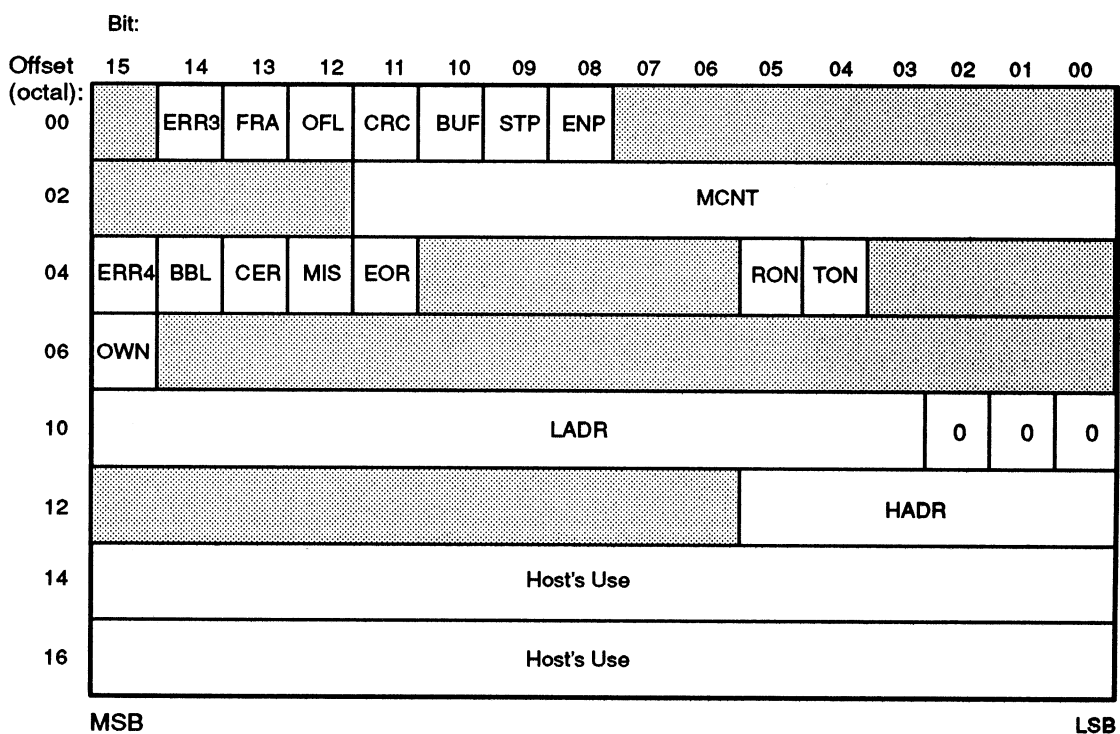 Bit:
Offset 15 14 13 12 11 10 09 08 07 06 05 04 03 02 01 00
(octal):
00 ERR3 FRA OFL CRC BUF STP ENP
02 MCNT
04 ERR4 BBL CER MIS EOR RON TON
06 OWN
10 LADR 0 0 0
12 HADR
14 Host's Use
16 Host's Use
MSB LSB